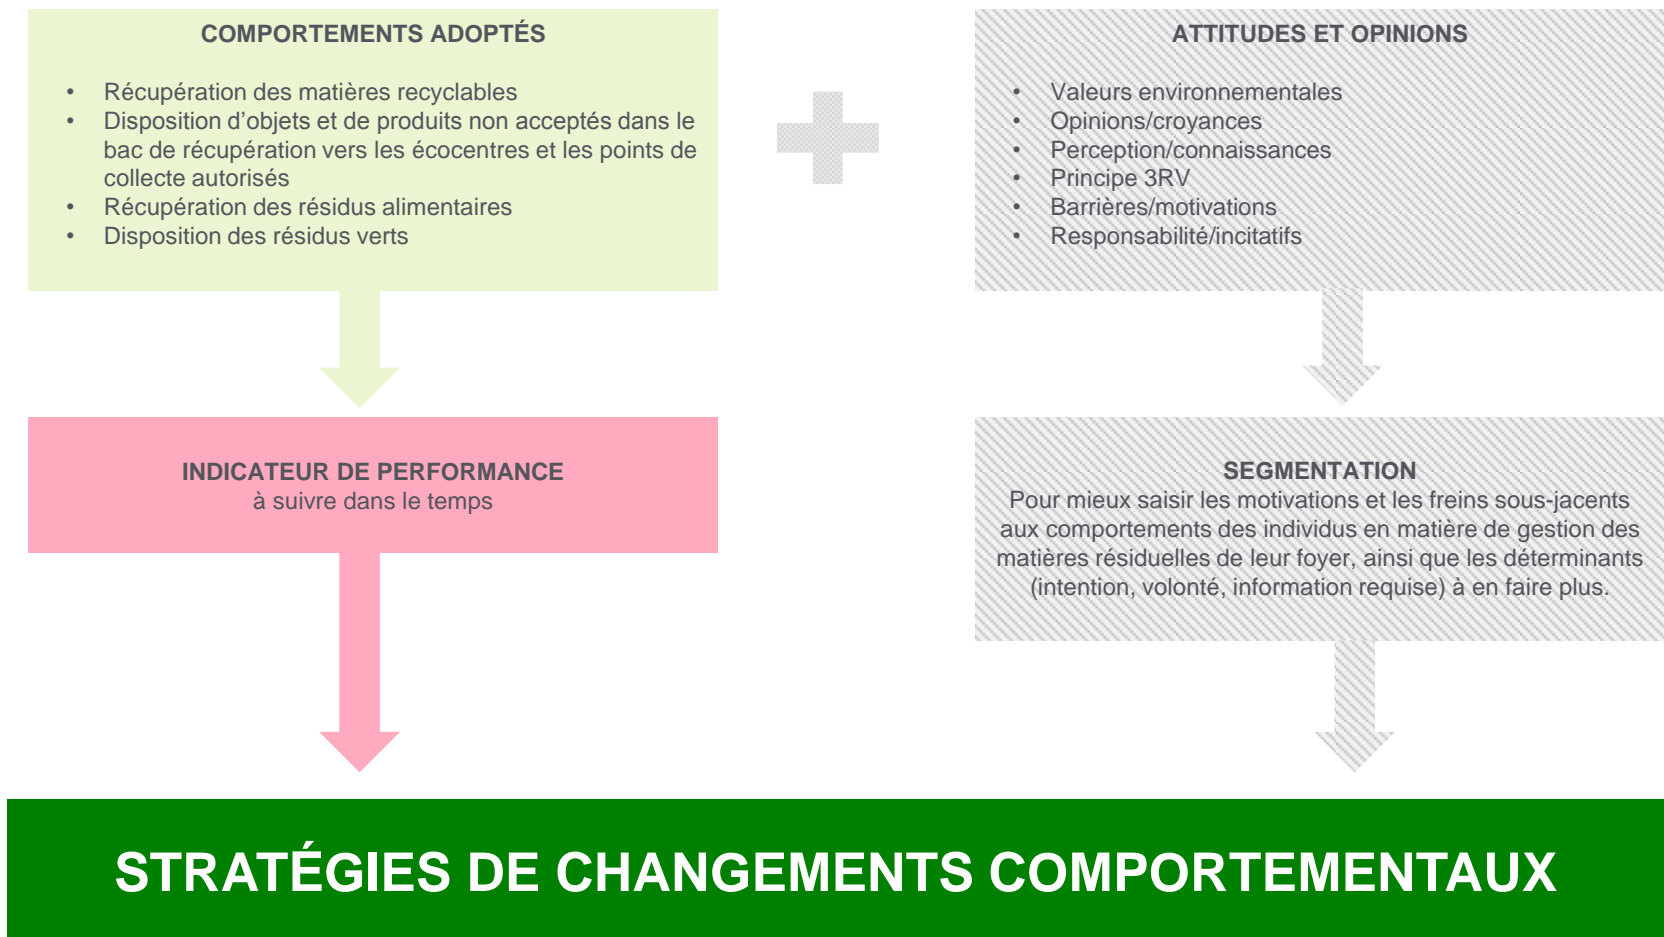 COMPORTEMENTS ADOPTÉS
• Récupération des matières recyclables
• Disposition d’objets et de produits non acceptés dans le
bac de récupération vers les écocentres et les points de
collecte autorisés
• Récupération des résidus alimentaires
• Disposition des résidus verts
ATTITUDES ET OPINIONS
• Valeurs environnementales
• Opinions/croyances
• Perception/connaissances
• Principe 3RV
• Barrières/motivations
• Responsabilité/incitatifs
INDICATEUR DE PERFORMANCE
à suivre dans le temps
SEGMENTATION
Pour mieux saisir les motivations et les freins sous-jacents
aux comportements des individus en matière de gestion des
matières résiduelles de leur foyer, ainsi que les déterminants
(intention, volonté, information requise) à en faire plus.
STRATÉGIES DE CHANGEMENTS COMPORTEMENTAUX